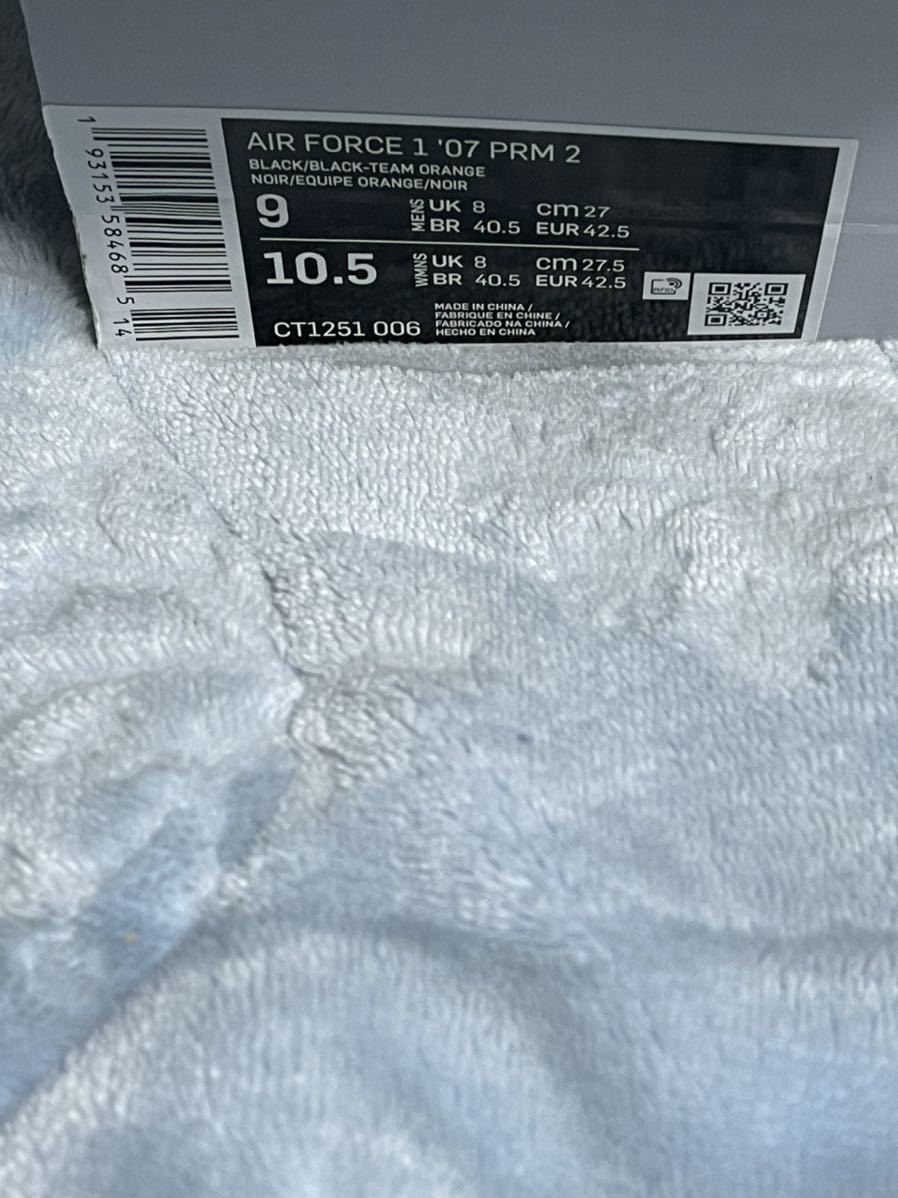 1 93153 58468 5 14
AIR FORCE 1 '07 PRM 2
BLACK/BLACK-TEAM ORANGE
NOIR/EQUIPE ORANGE/NOIR
9 MENS UK 8 cm 27
BR 40.5 EUR 42.5
10.5 WMNS UK 8 cm 27.5
BR 40.5 EUR 42.5
RFID
CT1251 006
MADE IN CHINA /
FABRIQUE EN CHINE /
FABRICADO NA CHINA /
HECHO EN CHINA